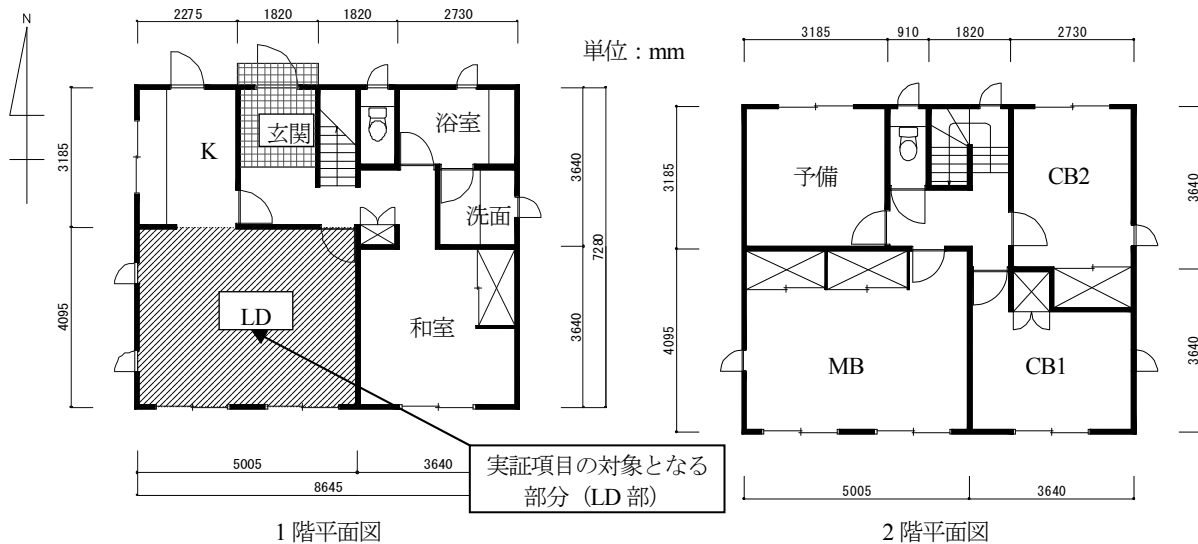 N
2275 1820 1820 2730
単位：mm
3185 910 1820 2730
K
玄関
浴室
洗面
LD
和室
3185
4095
3640
3640
7280
5005 3640
8645
1 階平面図
実証項目の対象となる
部分（LD 部）
予備
CB2
MB
CB1
3185
4095
3640
3640
5005 3640
2 階平面図